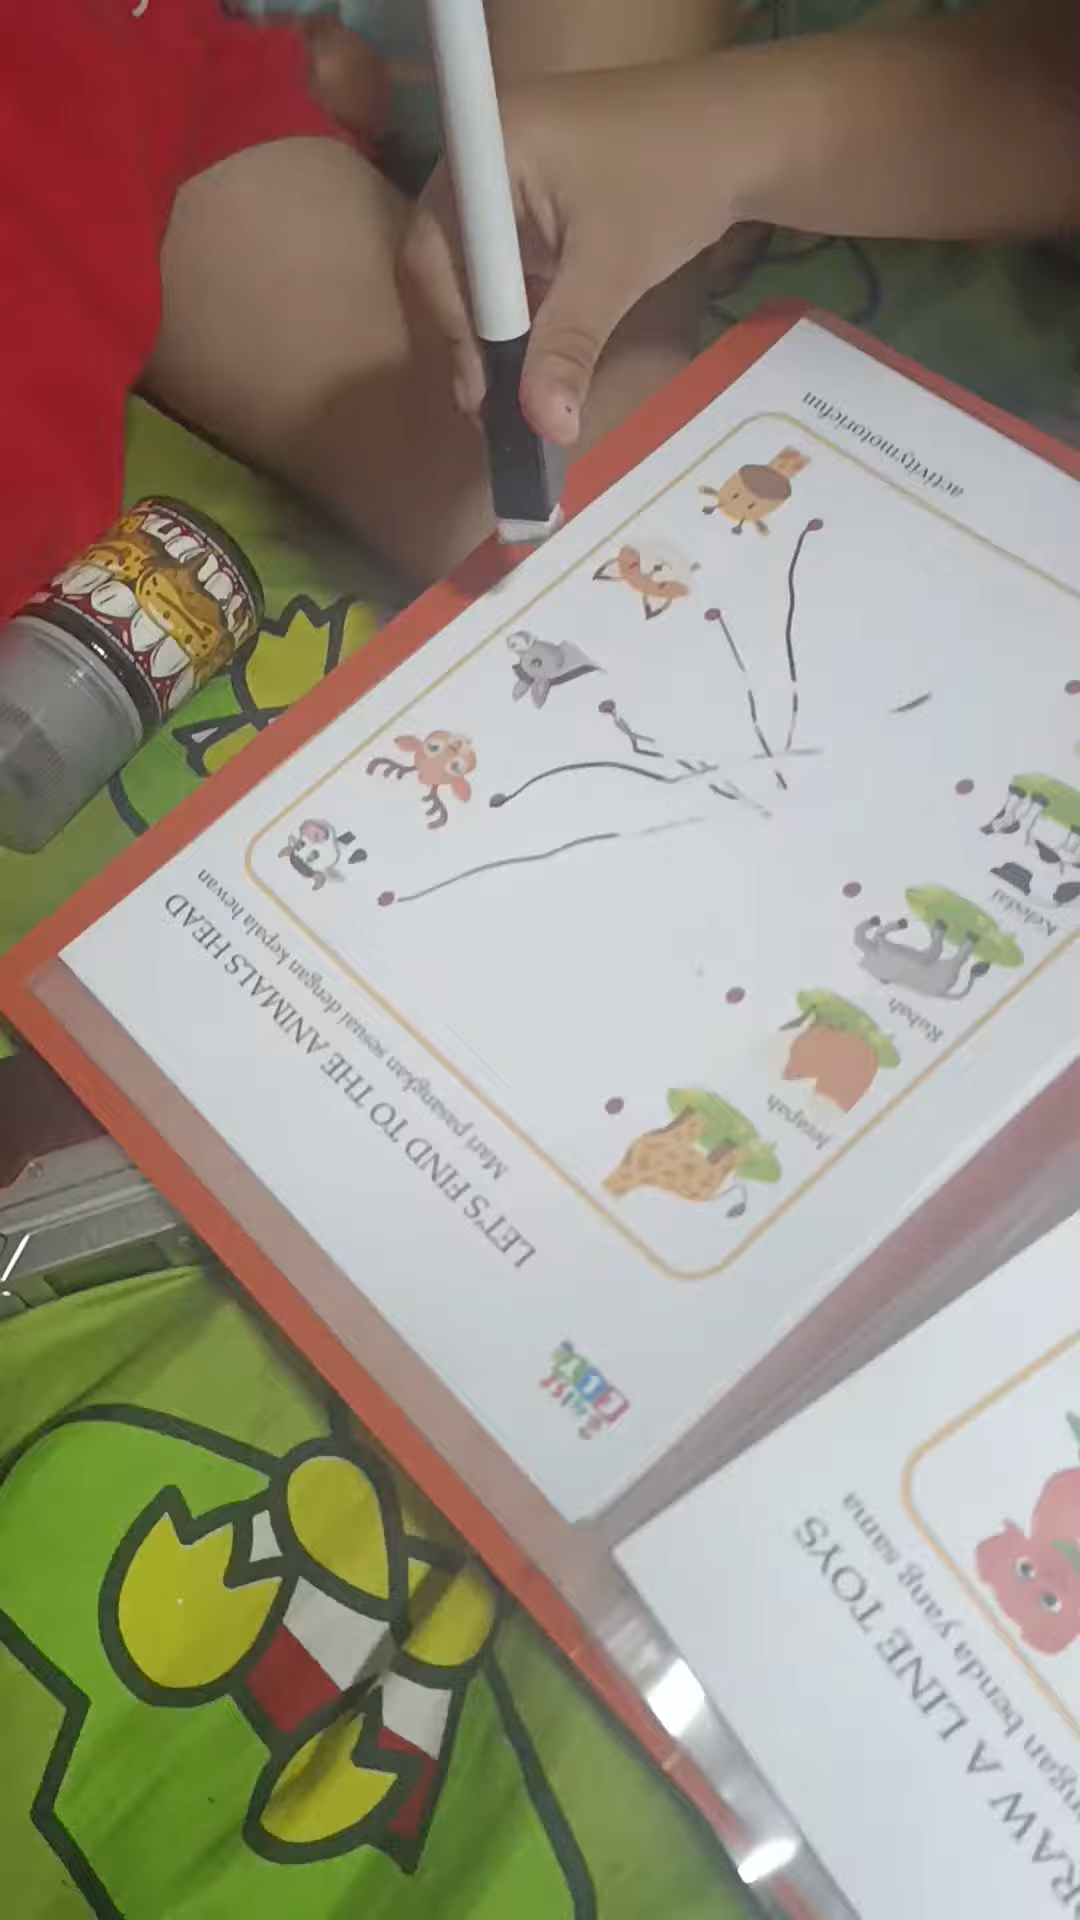 LET'S FIND TO THE ANIMALS HEAD
Mari pasangkan sesuai dengan kepala hewan
Jerapah
Rubah
Keledai
activitymotoricfun
RAW A LINE TOYS
ngan benda yang sama